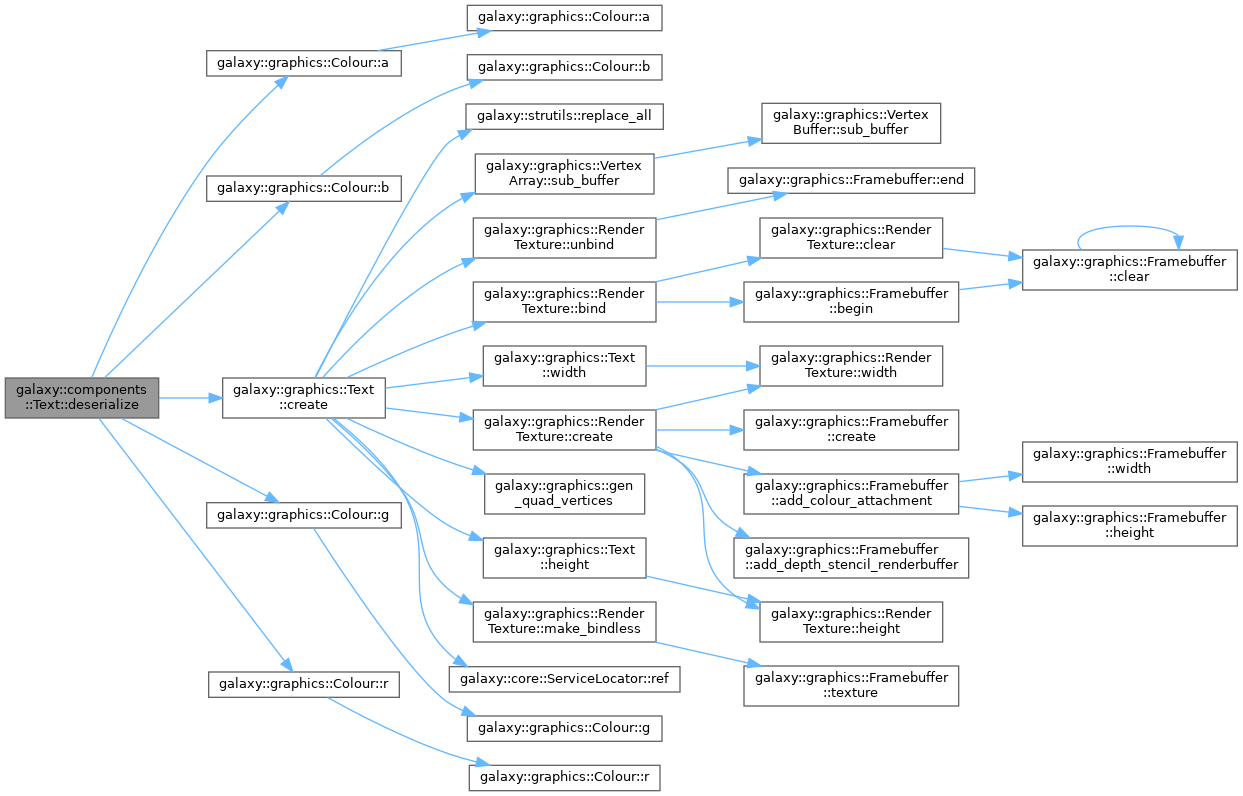 galaxy::graphics::Colour::a
galaxy::graphics::Colour::a
galaxy::graphics::Colour::b
galaxy::strutils::replace_all
galaxy::graphics::Vertex
Buffer::sub_buffer
galaxy::graphics::Vertex
Array::sub_buffer
galaxy::graphics::Framebuffer::end
galaxy::graphics::Colour::b
galaxy::graphics::Render
Texture::unbind
galaxy::graphics::Render
Texture::clear
galaxy::graphics::Framebuffer
::clear
galaxy::graphics::Render
Texture::bind
galaxy::graphics::Framebuffer
::begin
galaxy::graphics::Text
::width
galaxy::graphics::Render
Texture::width
galaxy::components
::Text::deserialize
galaxy::graphics::Text
::create
galaxy::graphics::Render
Texture::create
galaxy::graphics::Framebuffer
::create
galaxy::graphics::Framebuffer
::width
galaxy::graphics::gen
_quad_vertices
galaxy::graphics::Framebuffer
::add_colour_attachment
galaxy::graphics::Colour::g
galaxy::graphics::Framebuffer
::height
galaxy::graphics::Text
::height
galaxy::graphics::Framebuffer
::add_depth_stencil_renderbuffer
galaxy::graphics::Render
Texture::make_bindless
galaxy::graphics::Render
Texture::height
galaxy::core::ServiceLocator::ref
galaxy::graphics::Framebuffer
::texture
galaxy::graphics::Colour::r
galaxy::graphics::Colour::g
galaxy::graphics::Colour::r